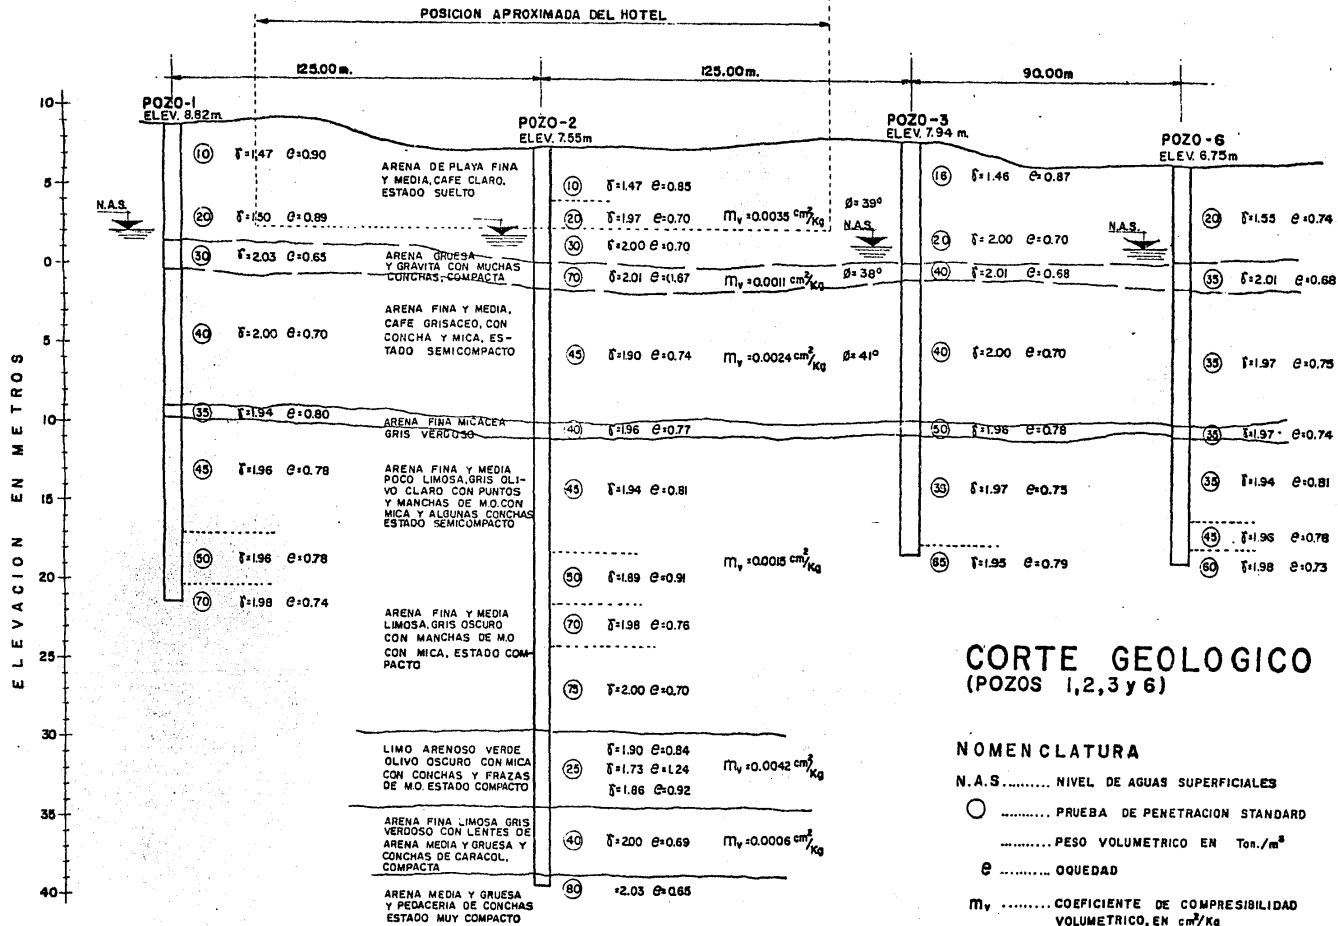 POSICION APROXIMADA DEL HOTEL
125.00m.
125.00m.
90.00m
ELEVACION EN METROS
10
5
0
5
10
15
20
25
30
35
40
POZO-1
ELEV. 8.82m.
N.A.S.
10 γ=1.47 e=0.90
20 γ=1.50 e=0.89
30 γ=2.03 e=0.65
40 γ=2.00 e=0.70
35 γ=1.94 e=0.80
45 γ=1.96 e=0.78
50 γ=1.96 e=0.78
70 γ=1.98 e=0.74
ARENA DE PLAYA FINA
Y MEDIA, CAFE CLARO,
ESTADO SUELTO
ARENA GRUESA
Y GRAVITA CON MUCHAS
CONCHAS, COMPACTA
ARENA FINA Y MEDIA,
CAFE GRISACEO, CON
CONCHA Y MICA, ES-
TADO SEMICOMPACTO
ARENA FINA MICACEA
GRIS VERDOSO
ARENA FINA Y MEDIA
POCO LIMOSA, GRIS OLI-
VO CLARO CON PUNTOS
Y MANCHAS DE M.O. CON
MICA Y ALGUNAS CONCHAS
ESTADO SEMICOMPACTO
ARENA FINA Y MEDIA
LIMOSA, GRIS OSCURO
CON MANCHAS DE M.O
CON MICA, ESTADO COM-
PACTO
LIMO ARENOSO VERDE
OLIVO OSCURO CON MICA
CON CONCHAS Y FRAZAS
DE M.O. ESTADO COMPACTO
ARENA FINA LIMOSA GRIS
VERDOSO CON LENTES DE
ARENA MEDIA Y GRUESA Y
CONCHAS DE CARACOL,
COMPACTA
ARENA MEDIA Y GRUESA
Y PEDACERIA DE CONCHAS
ESTADO MUY COMPACTO
POZO-2
ELEV. 7.55m
10 γ=1.47 e=0.85
20 γ=1.97 e=0.70 mv=0.0035 cm²/Kg ø=39º
30 γ=2.00 e=0.70
70 γ=2.01 e=(1.67 mv=0.0011 cm²/Kg ø=38º
45 γ=1.90 e=0.74 mv=0.0024 cm²/Kg ø=41º
40 γ=1.96 e=0.77
45 γ=1.94 e=0.81
mv=0.0015 cm²/Kg
50 γ=1.89 e=0.91
70 γ=1.98 e=0.76
75 γ=2.00 e=0.70
γ=1.90 e=0.84
25 γ=1.73 e=1.24 mv=0.0042 cm²/Kg
γ=1.86 e=0.92
40 γ=2.00 e=0.69 mv=0.0006 cm²/Kg
80 =2.03 e=0.65
POZO-3
ELEV. 7.94 m.
N.A.S.
16 γ=1.46 e=0.87
20 γ=2.00 e=0.70
40 γ=2.01 e=0.68
40 γ=2.00 e=0.70
50 γ=1.96 e=0.78
γ=1.97 e=0.75
65 γ=1.95 e=0.79
POZO-6
ELEV. 6.75m
N.A.S.
20 γ=1.55 e=0.74
35 γ=2.01 e=0.68
35 γ=1.97 e=0.75
35 γ=1.97 e=0.74
35 γ=1.94 e=0.81
45 γ=1.96 e=0.78
60 γ=1.98 e=0.73
CORTE GEOLOGICO
(POZOS 1,2,3 y 6)
NOMENCLATURA
N.A.S. ........ NIVEL DE AGUAS SUPERFICIALES
.......... PRUEBA DE PENETRACION STANDARD
.......... PESO VOLUMETRICO EN Ton./m³
e .......... OQUEDAD
mv ......... COEFICIENTE DE COMPRESIBILIDAD
VOLUMETRICO, EN cm²/Kg